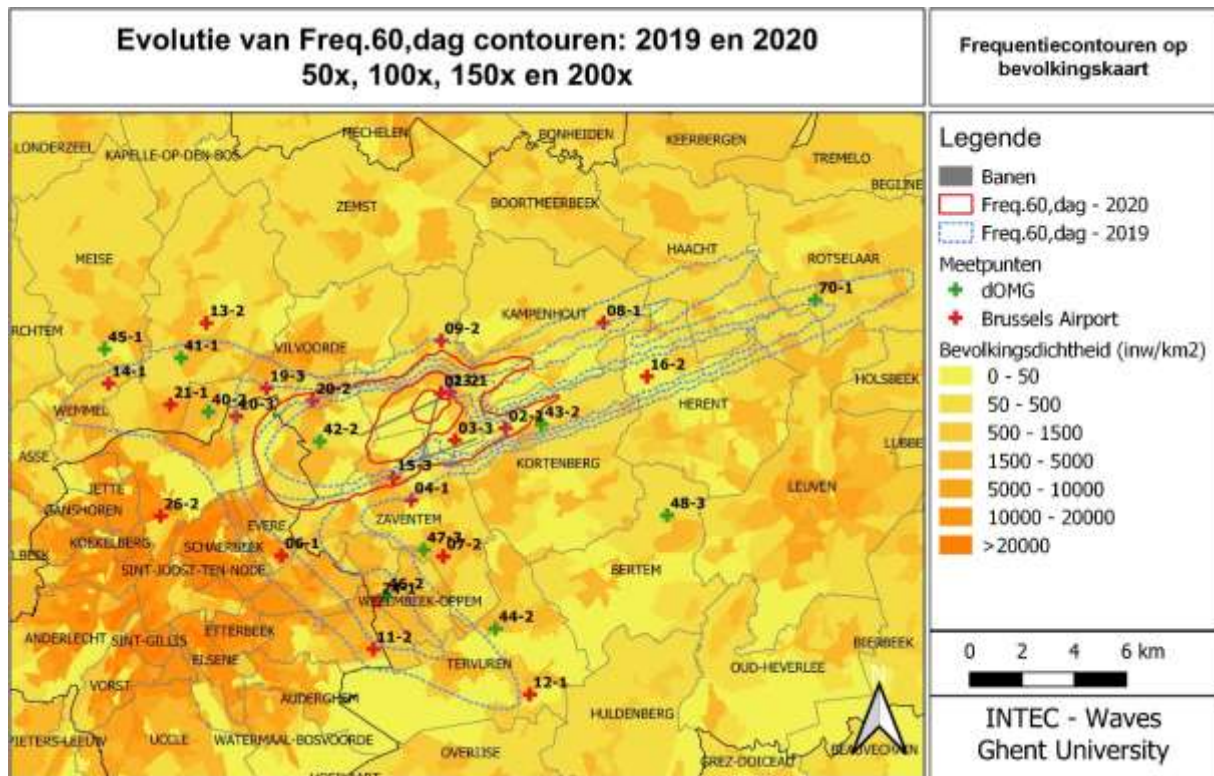 Evolutie van Freq.60,dag contouren: 2019 en 2020
50x, 100x, 150x en 200x
Frequentiecontouren op
bevolkingskaart
LONDERZEEL
KAPELLE-OP-DEN-BOS
MECHELEN
BONHEIDEN
KEERBERGEN
TREMELO
ZEMST
BOORTMEERBEEK
MEISE
HAACHT
ROTSELAAR
70-1
13-2
KAMPENHOUT
08-1
09-2
45-1
41-1
VILVOORDE
14-1
19-3
16-2
HOLSBEEK
21-1
20-2
WEMMEL
HERENT
43-2
42-2
03-3
ASSE
KORTENBERG
15-3
JETTE
04-1
LEUVEN
GANSHOREN
26-2
ZAVENTEM
48-3
EVERE
KOEKELBERG
SCHAERBEEK
06-1
47-3
07-2
SINT-JOOST-TEN-NODE
BERTEM
46-2
WEZEMBEEK-OPPEM
44-2
ANDERLECHT
SINT-GILLIS
ETTERBEEK
ELSENE
11-2
TERVUREN
BIERBEEK
OUD-HEVERLEE
VORST
AUDERGHEM
12-1
HULDENBERG
UCCLE
WATERMAAL-BOSVOORDE
OVERIJSE
GREZ-DOICEAU
Legende
Banen
Freq.60,dag - 2020
Freq.60,dag - 2019
Meetpunten
dOMG
Brussels Airport
Bevolkingsdichtheid (inw/km2)
0 - 50
50 - 500
500 - 1500
1500 - 5000
5000 - 10000
10000 - 20000
>20000
0 2 4 6 km
INTEC - Waves
Ghent University